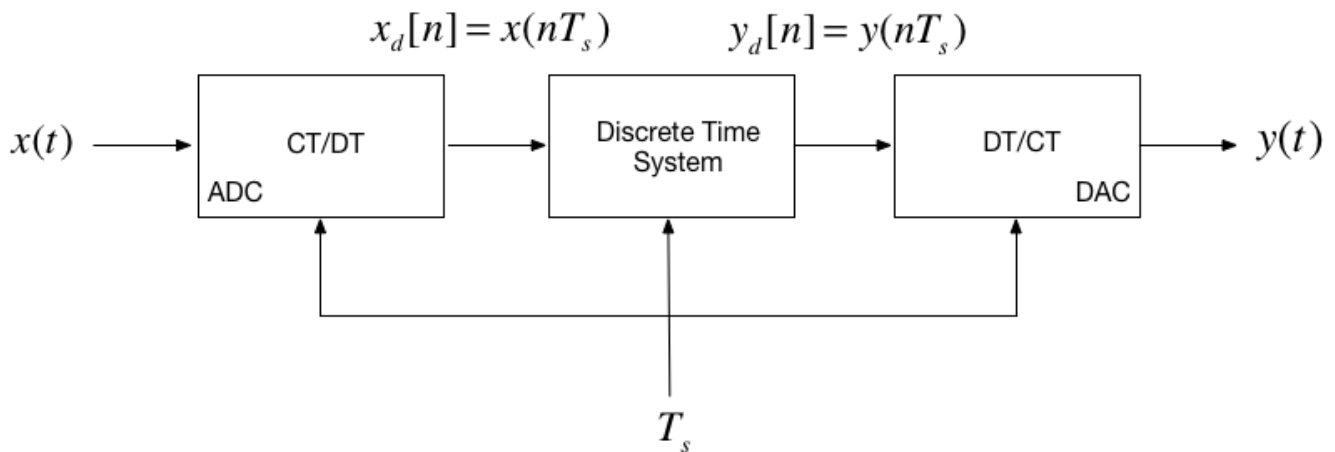 x_d[n] = x(nT_s)
y_d[n] = y(nT_s)
x(t)
CT/DT
ADC
Discrete Time
System
DT/CT
DAC
y(t)
T_s